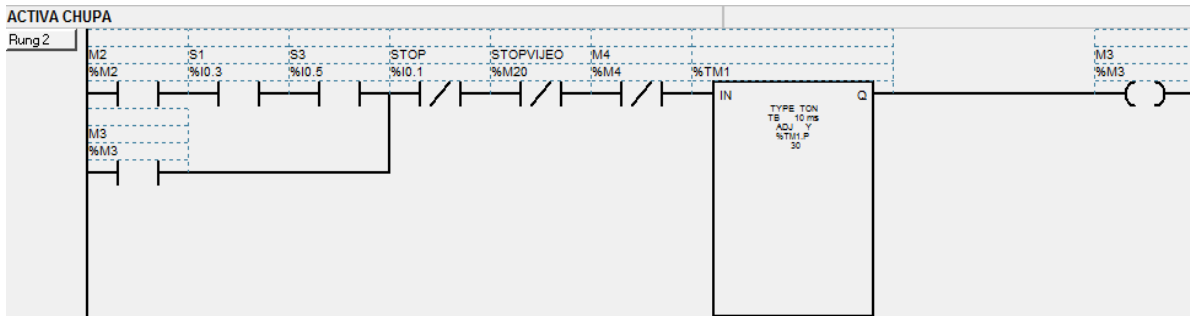 ACTIVA CHUPA
Rung 2
M2 S1 S3 STOP STOPVIJEO M4 M3
%M2 %I0.3 %I0.5 %I0.1 %M20 %M4 %TM1 %M3
IN Q
TYPE TON
TB 10 ms
ADJ Y
%TM1.P
30
M3
%M3